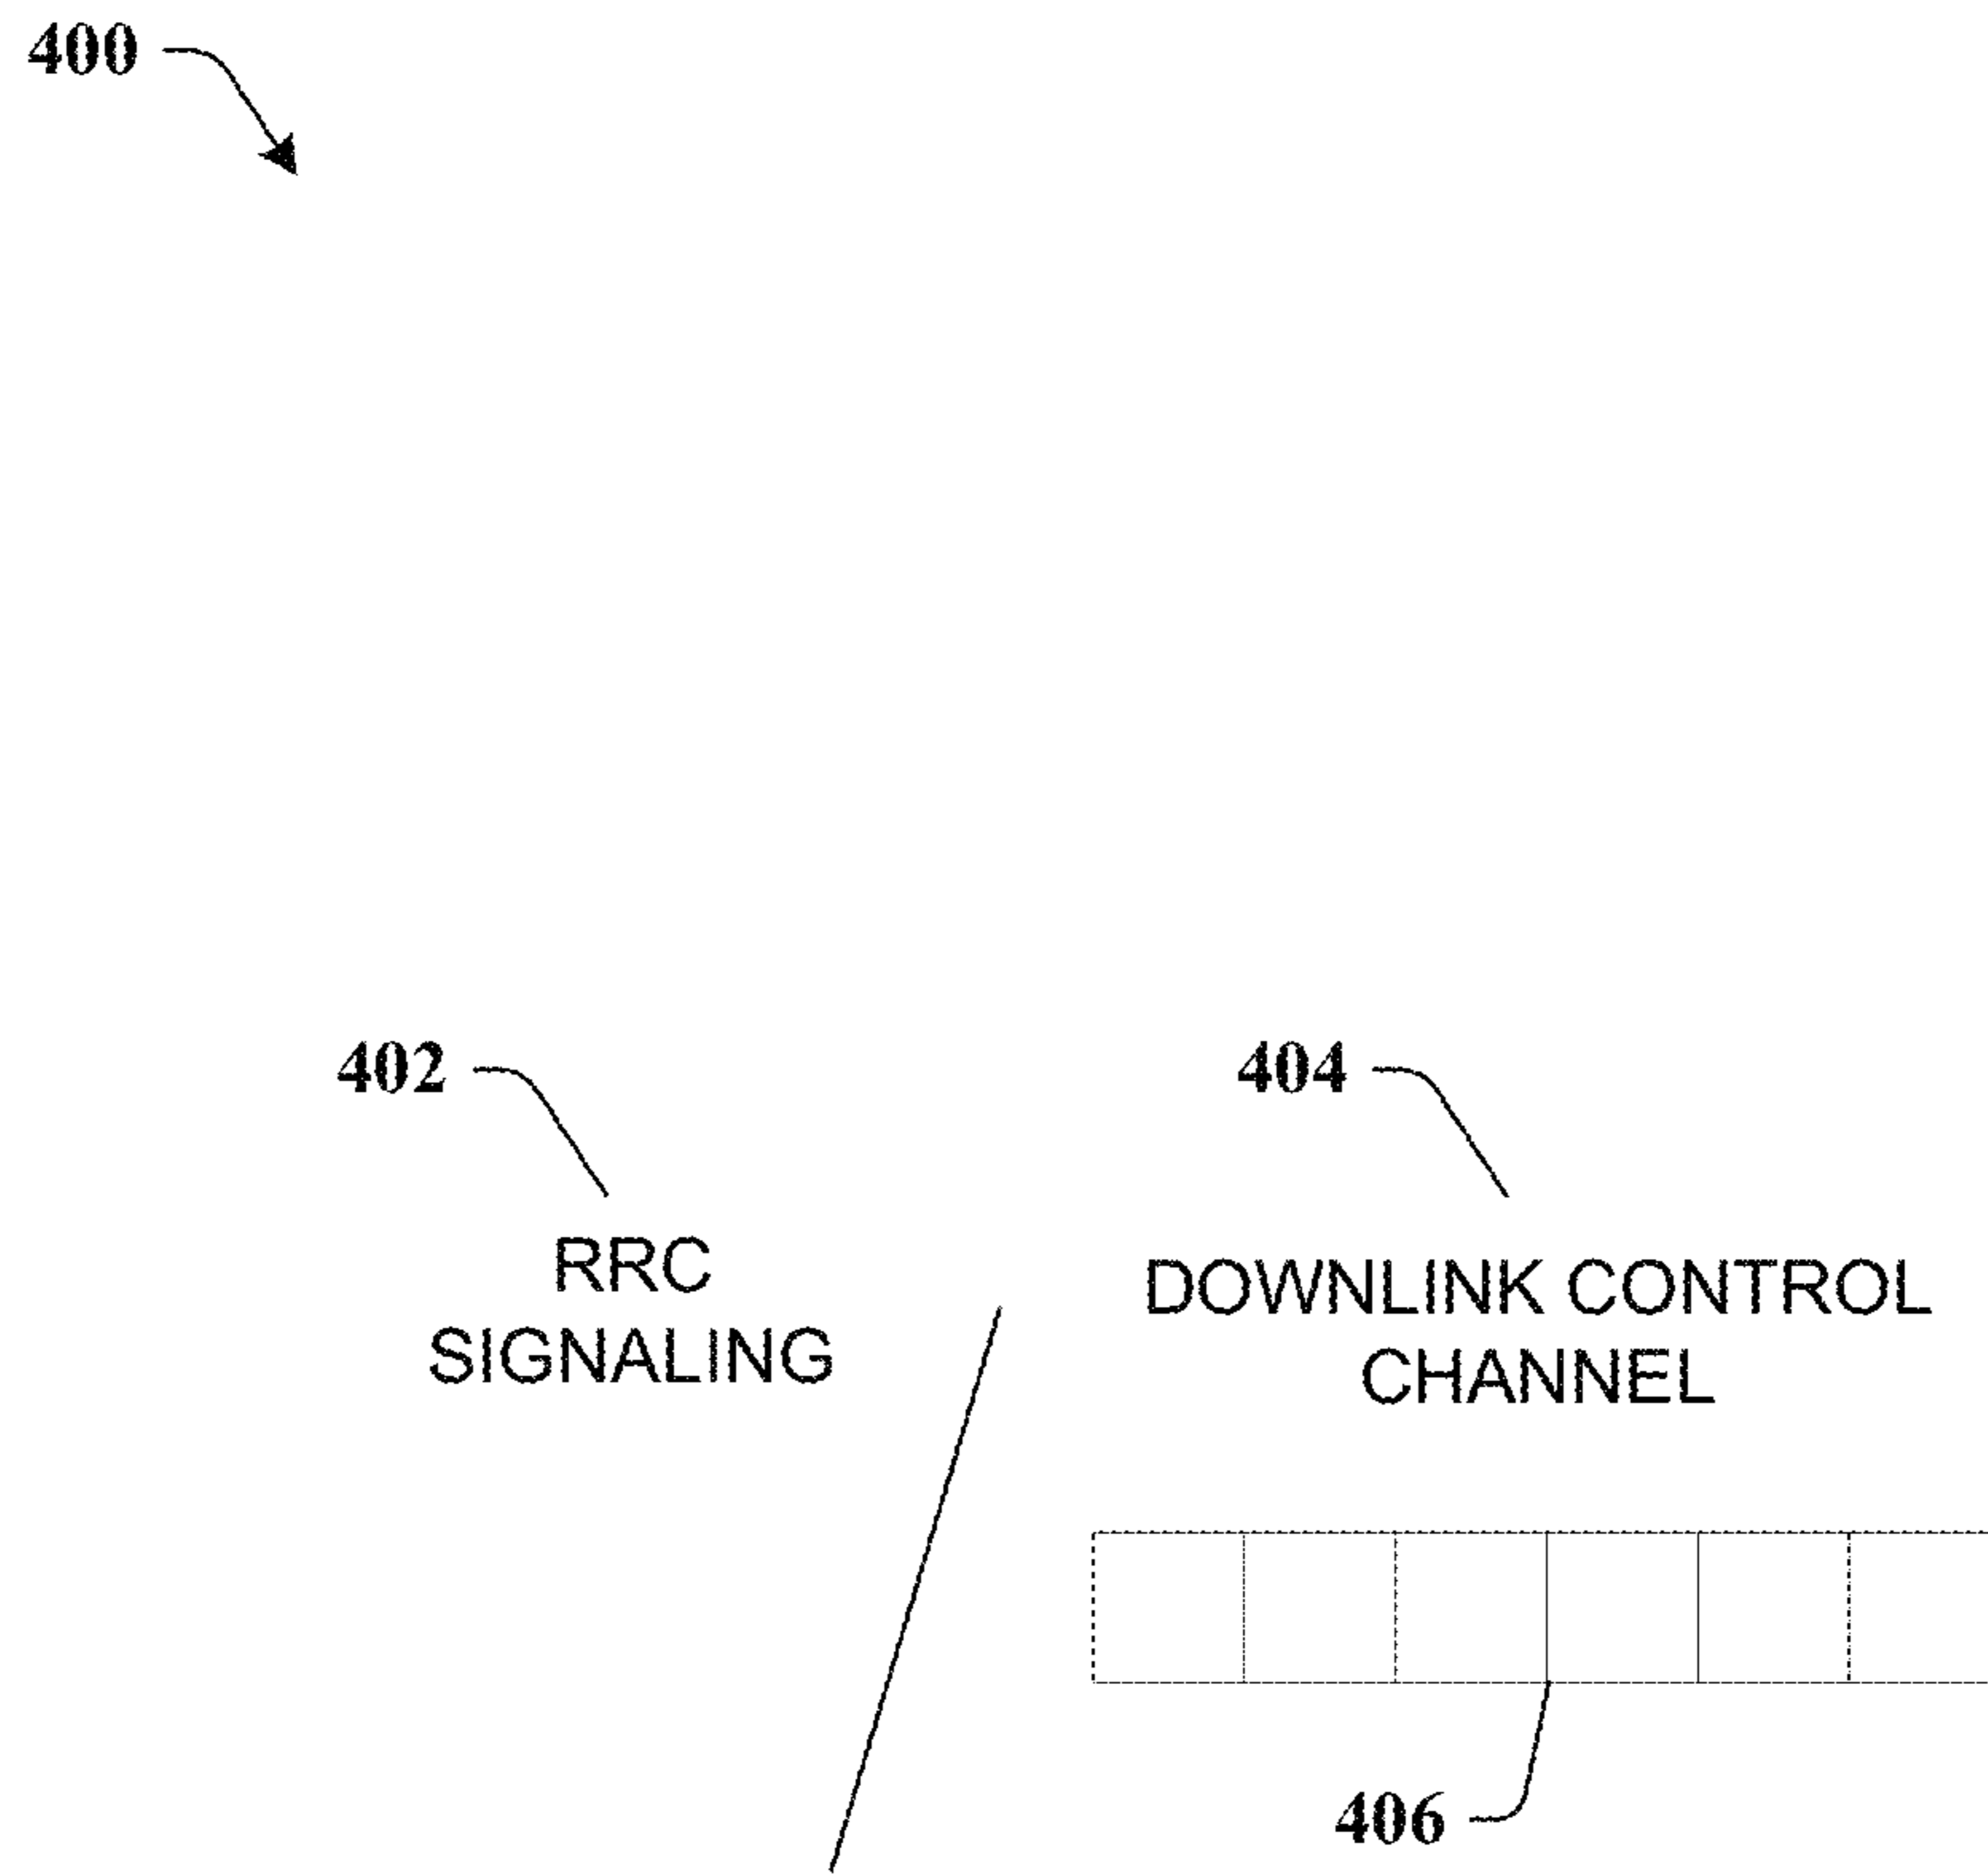 400
402
404
RRC
SIGNALING
DOWNLINK CONTROL
CHANNEL
406